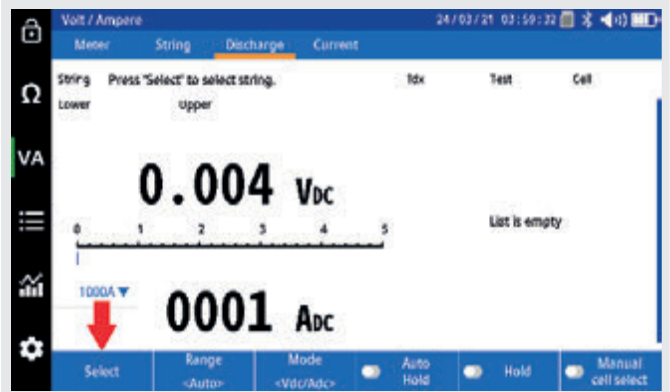 Volt / Ampere 24/03/21 03:59:32
Meter String Discharge Current
String Press "Select" to select string. Idx Test Cell
Lower Upper
Ω
VA
0.004 VDC
0 1 2 3 4 5
List is empty
1000A▼
0001 ADC
Select Range Mode Auto Hold Hold Manual cell select
<Auto> <Vdc/Adc>